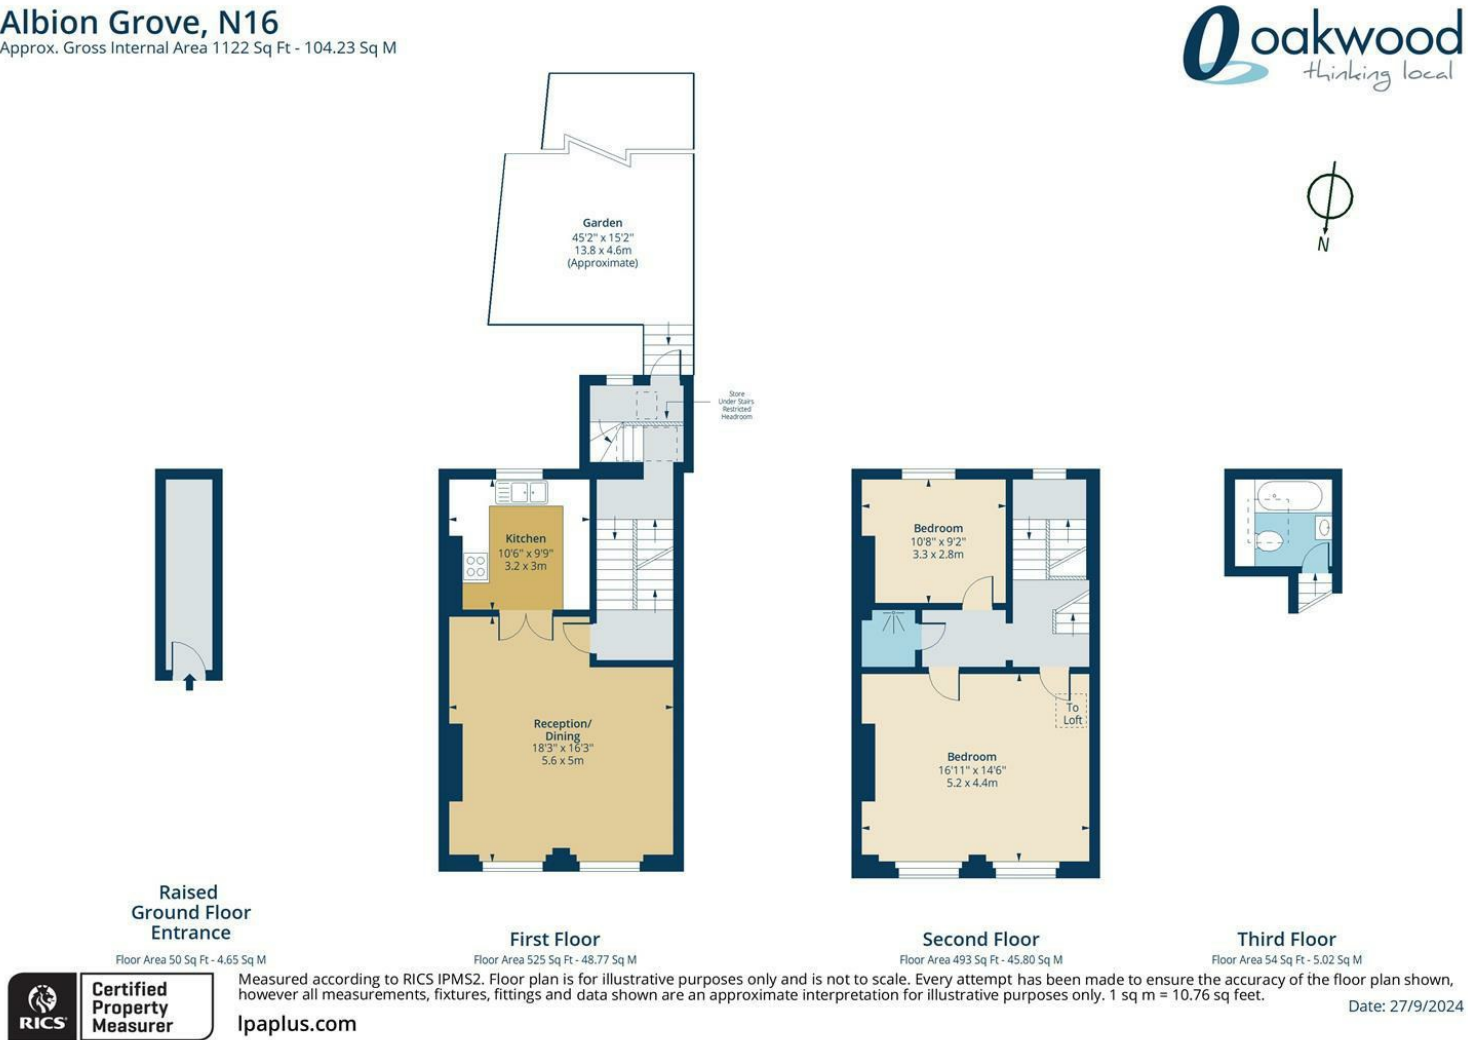 Albion Grove, N16
Approx. Gross Internal Area 1122 Sq Ft - 104.23 Sq M
oakwood
thinking local
N
Garden
45'2" x 15'2"
13.8 x 4.6m
(Approximate)
Store
Under Stairs
Restricted
Headroom
Kitchen
10'6" x 9'9"
3.2 x 3m
Reception/
Dining
18'3" x 16'3"
5.6 x 5m
Bedroom
10'8" x 9'2"
3.3 x 2.8m
To
Loft
Bedroom
16'11" x 14'6"
5.2 x 4.4m
Raised
Ground Floor
Entrance
Floor Area 50 Sq Ft - 4.65 Sq M
First Floor
Floor Area 525 Sq Ft - 48.77 Sq M
Second Floor
Floor Area 493 Sq Ft - 45.80 Sq M
Third Floor
Floor Area 54 Sq Ft - 5.02 Sq M
RICS
Certified
Property
Measurer
Measured according to RICS IPMS2. Floor plan is for illustrative purposes only and is not to scale. Every attempt has been made to ensure the accuracy of the floor plan shown,
however all measurements, fixtures, fittings and data shown are an approximate interpretation for illustrative purposes only. 1 sq m = 10.76 sq feet.
lpaplus.com
Date: 27/9/2024